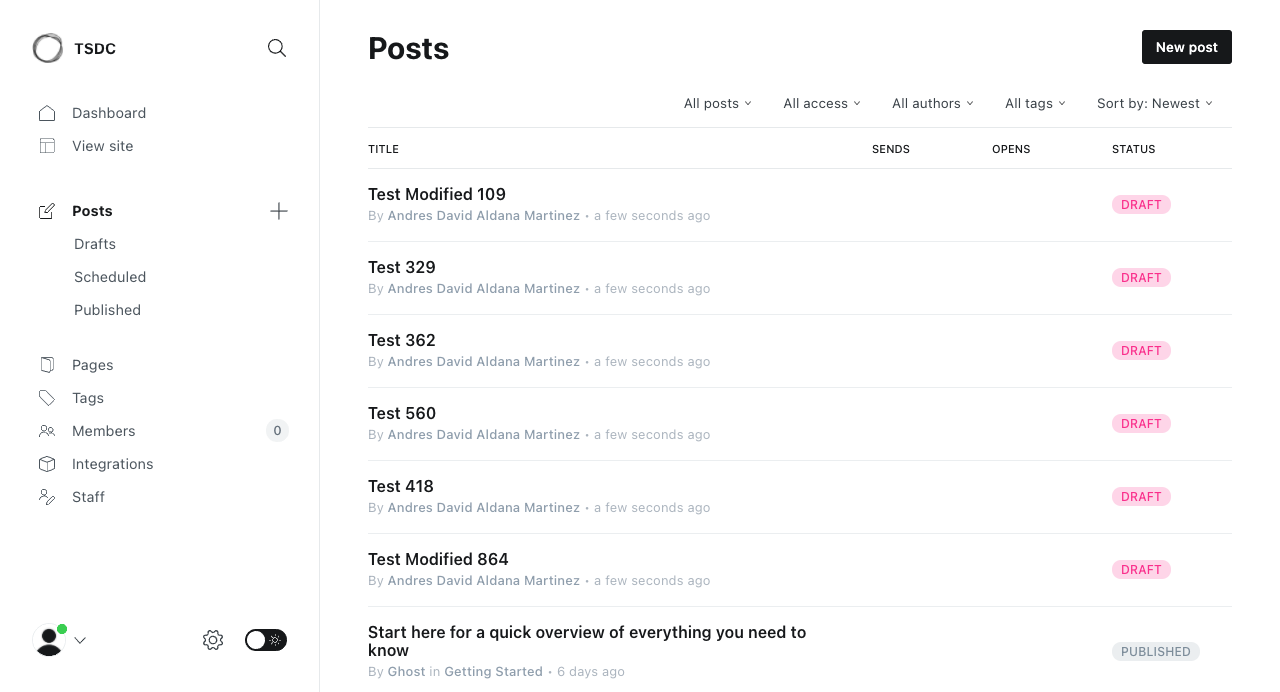 TSDC
Dashboard
View site
Posts
Drafts
Scheduled
Published
Pages
Tags
Members
0
Integrations
Staff
Posts
New post
All posts
All access
All authors
All tags
Sort by: Newest
TITLE
SENDS
OPENS
STATUS
Test Modified 109
By Andres David Aldana Martinez • a few seconds ago
DRAFT
Test 329
By Andres David Aldana Martinez • a few seconds ago
DRAFT
Test 362
By Andres David Aldana Martinez • a few seconds ago
DRAFT
Test 560
By Andres David Aldana Martinez • a few seconds ago
DRAFT
Test 418
By Andres David Aldana Martinez • a few seconds ago
DRAFT
Test Modified 864
By Andres David Aldana Martinez • a few seconds ago
DRAFT
Start here for a quick overview of everything you need to
know
By Ghost in Getting Started • 6 days ago
PUBLISHED